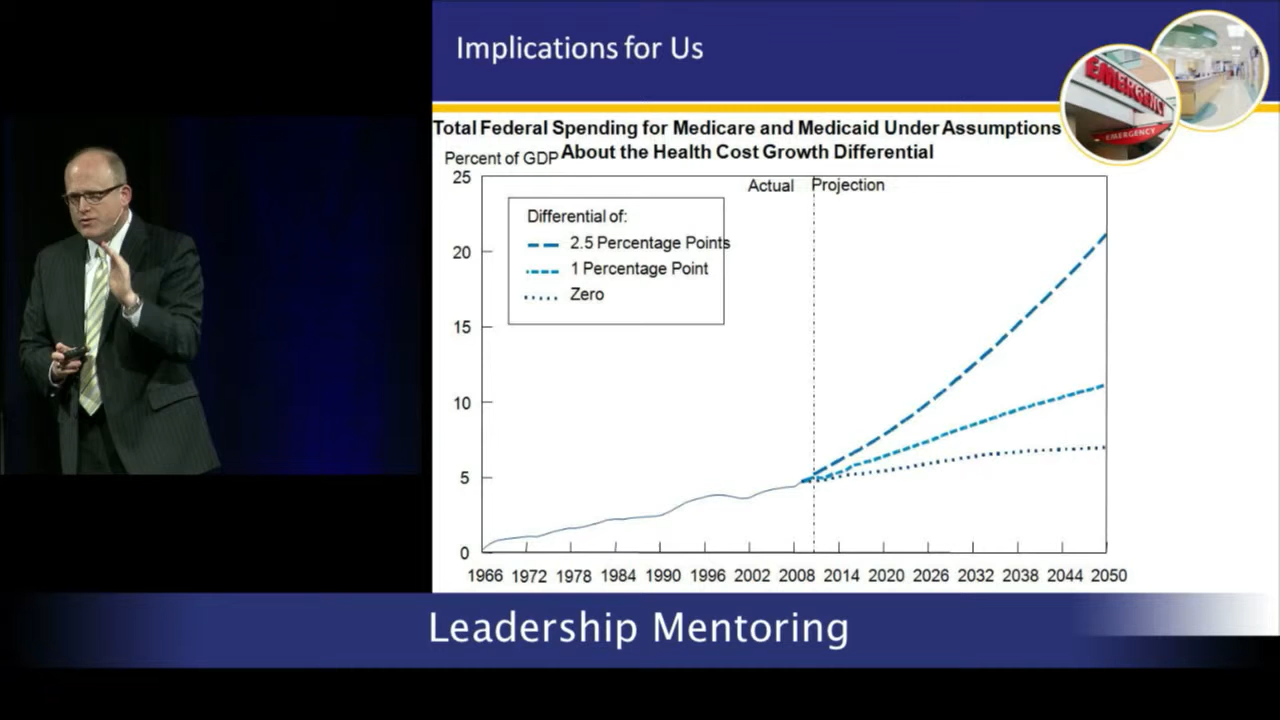 Implications for Us
EMERGENCY
EMERGENCY
Total Federal Spending for Medicare and Medicaid Under Assumptions
About the Health Cost Growth Differential
Percent of GDP
25
20
15
10
5
0
Actual
Projection
Differential of:
2.5 Percentage Points
1 Percentage Point
Zero
1966 1972 1978 1984 1990 1996 2002 2008 2014 2020 2026 2032 2038 2044 2050
Leadership Mentoring